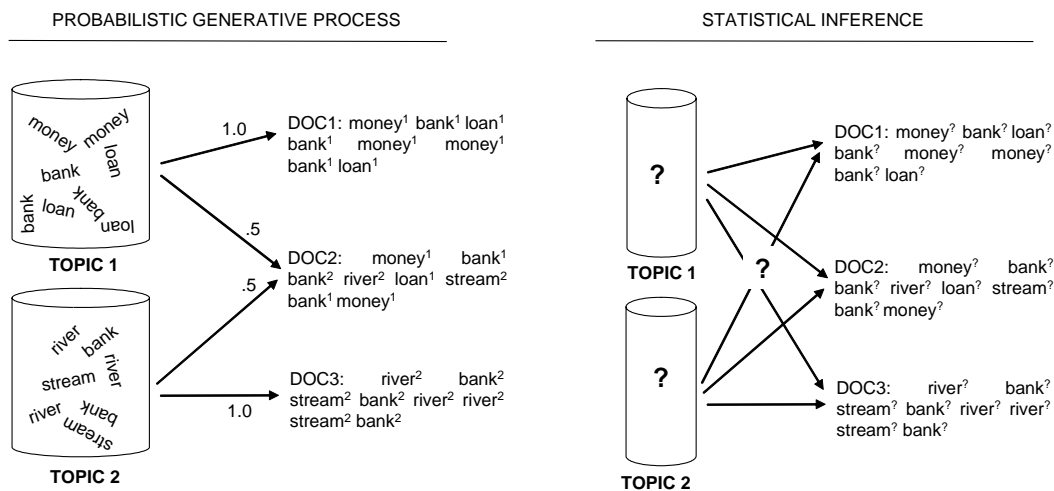 PROBABILISTIC GENERATIVE PROCESS
money
money
loan
bank
bank
loan
bank
loan
TOPIC 1
river
bank
river
stream
river
bank
stream
TOPIC 2
1.0
.5
.5
1.0
DOC1: money¹ bank¹ loan¹
bank¹ money¹ money¹
bank¹ loan¹
DOC2: money¹ bank¹
bank² river² loan¹ stream²
bank¹ money¹
DOC3: river² bank²
stream² bank² river² river²
stream² bank²
STATISTICAL INFERENCE
?
TOPIC 1
?
?
TOPIC 2
DOC1: money? bank? loan?
bank? money? money?
bank? loan?
DOC2: money? bank?
bank? river? loan? stream?
bank? money?
DOC3: river? bank?
stream? bank? river? river?
stream? bank?